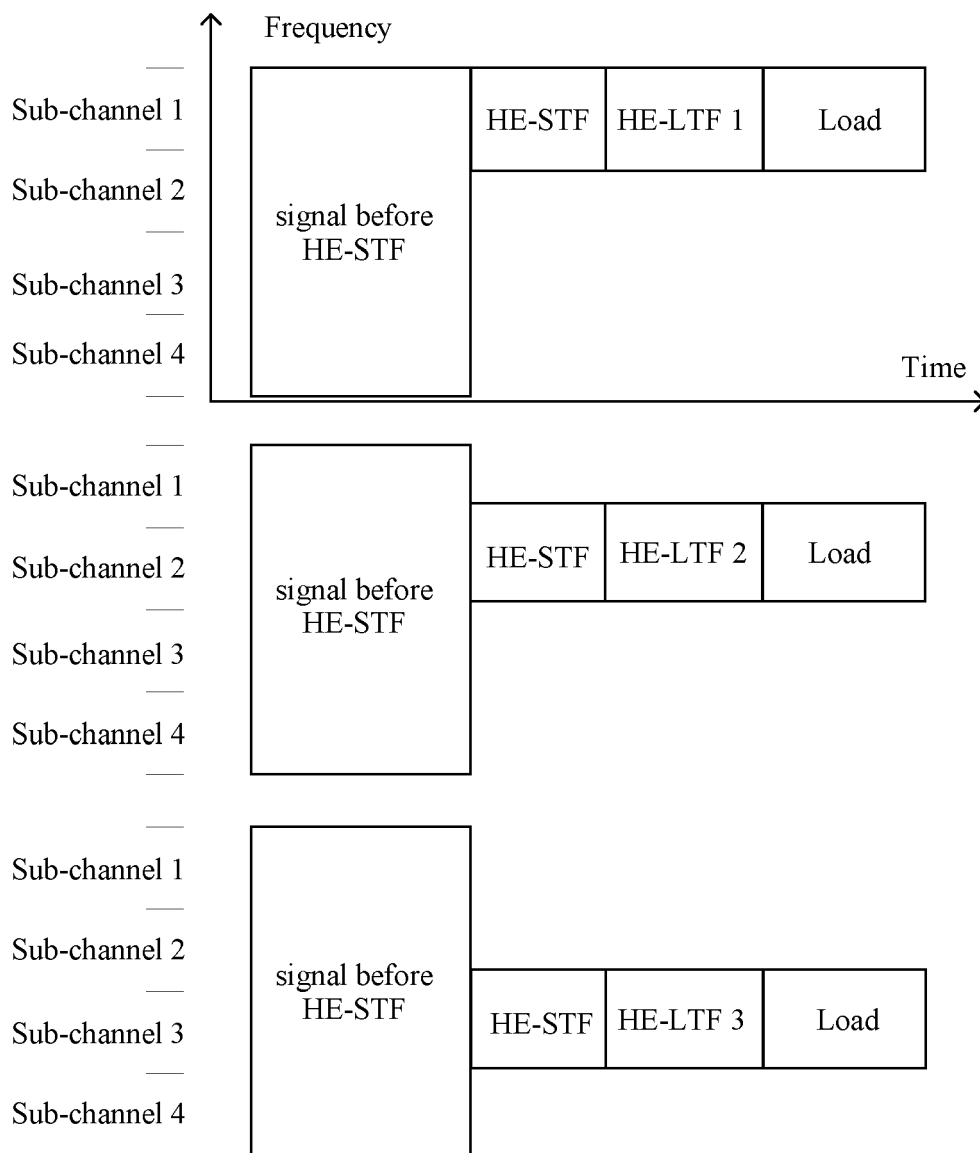 Frequency
Sub-channel 1
HE-STF
HE-LTF 1
Load
Sub-channel 2
signal before
HE-STF
Sub-channel 3
Sub-channel 4
Time
Sub-channel 1
Sub-channel 2
HE-STF
HE-LTF 2
Load
signal before
HE-STF
Sub-channel 3
Sub-channel 4
Sub-channel 1
Sub-channel 2
signal before
HE-STF
Sub-channel 3
HE-STF
HE-LTF 3
Load
Sub-channel 4